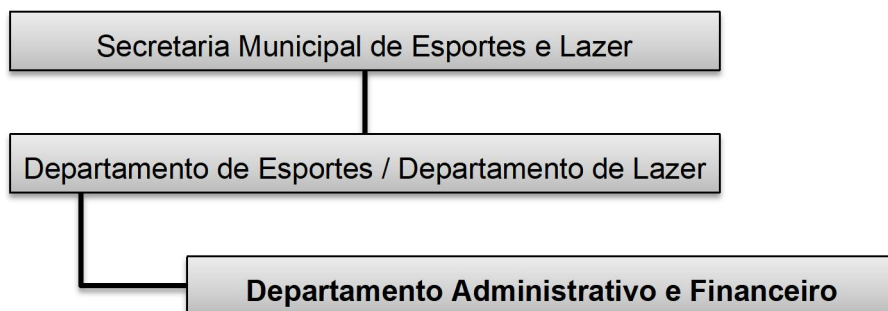 Secretaria Municipal de Esportes e Lazer
Departamento de Esportes / Departamento de Lazer
Departamento Administrativo e Financeiro